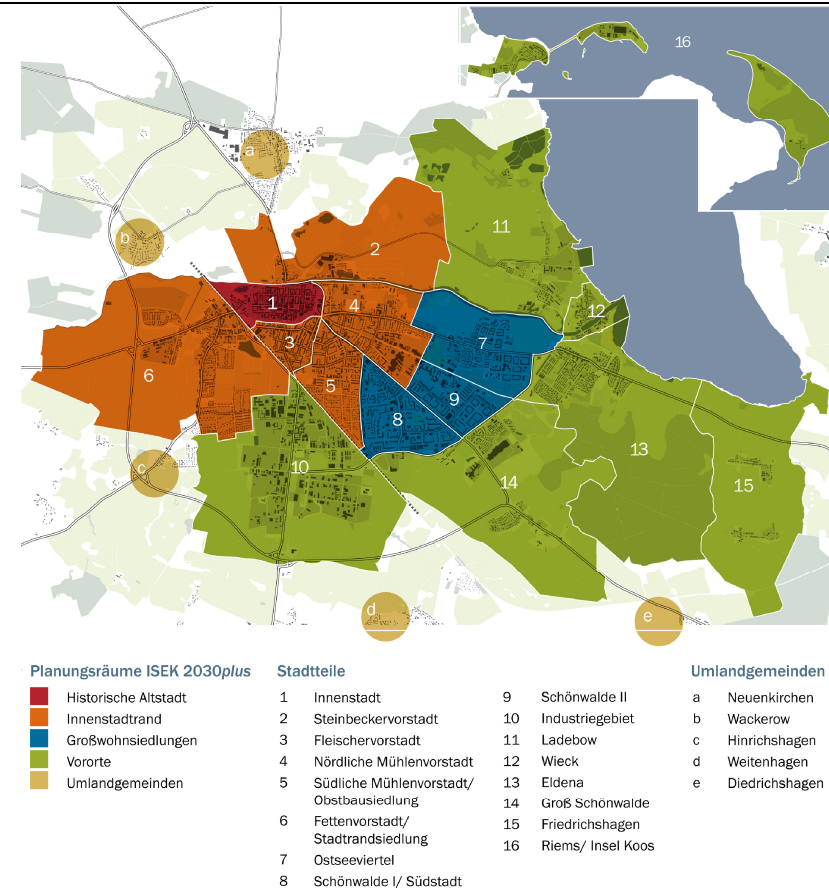 16
a
11
b
2
12
1
4
3
7
6
5
9
8
13
10
14
15
c
d
e
Planungsräume ISEK 2030plus
Historische Altstadt
Innenstadtrand
Großwohnsiedlungen
Vororte
Umlandgemeinden
Stadtteile
1 Innenstadt
2 Steinbeckervorstadt
3 Fleischervorstadt
4 Nördliche Mühlenvorstadt
5 Südliche Mühlenvorstadt/
Obstbausiedlung
6 Fettenvorstadt/
Stadtrandsiedlung
7 Ostseeviertel
8 Schönwalde I/ Südstadt
9 Schönwalde II
10 Industriegebiet
11 Ladebow
12 Wieck
13 Eldena
14 Groß Schönwalde
15 Friedrichshagen
16 Riems/ Insel Koos
Umlandgemeinden
a Neuenkirchen
b Wackerow
c Hinrichshagen
d Weitenhagen
e Diedrichshagen